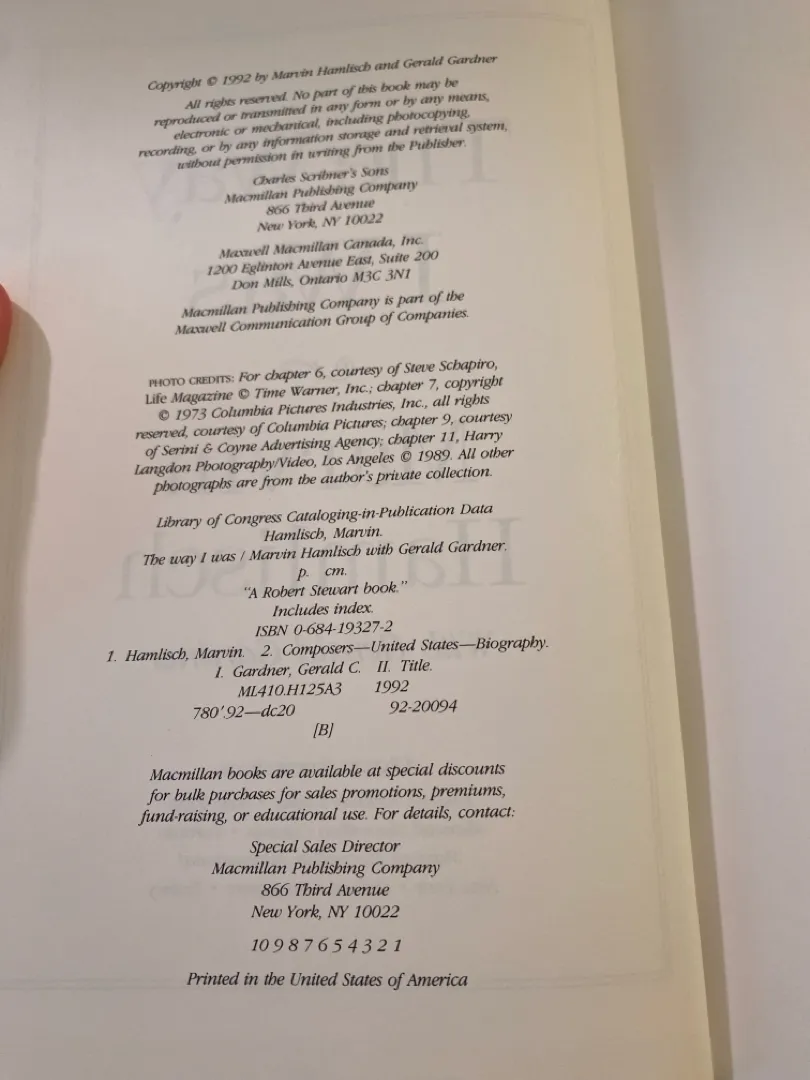 Copyright © 1992 by Marvin Hamlisch and Gerald Gardner
All rights reserved. No part of this book may be
reproduced or transmitted in any form or by any means,
electronic or mechanical, including photocopying,
recording, or by any information storage and retrieval system,
without permission in writing from the Publisher.
Charles Scribner's Sons
Macmillan Publishing Company
866 Third Avenue
New York, NY 10022
Maxwell Macmillan Canada, Inc.
1200 Eglinton Avenue East, Suite 200
Don Mills, Ontario M3C 3N1
Macmillan Publishing Company is part of the
Maxwell Communication Group of Companies.
PHOTO CREDITS: For chapter 6, courtesy of Steve Schapiro,
Life Magazine © Time Warner, Inc.; chapter 7, copyright
© 1973 Columbia Pictures Industries, Inc., all rights
reserved, courtesy of Columbia Pictures; chapter 9, courtesy
of Serini & Coyne Advertising Agency; chapter 11, Harry
Langdon Photography/Video, Los Angeles © 1989. All other
photographs are from the author's private collection.
Library of Congress Cataloging-in-Publication Data
Hamlisch, Marvin.
The way I was / Marvin Hamlisch with Gerald Gardner.
p. cm.
"A Robert Stewart book."
Includes index.
ISBN 0-684-19327-2
1. Hamlisch, Marvin. 2. Composers—United States—Biography.
I. Gardner, Gerald C. II. Title.
ML410.H125A3 1992
780′.92—dc20 92-20094
[B]
Macmillan books are available at special discounts
for bulk purchases for sales promotions, premiums,
fund-raising, or educational use. For details, contact:
Special Sales Director
Macmillan Publishing Company
866 Third Avenue
New York, NY 10022
10 9 8 7 6 5 4 3 2 1
Printed in the United States of America